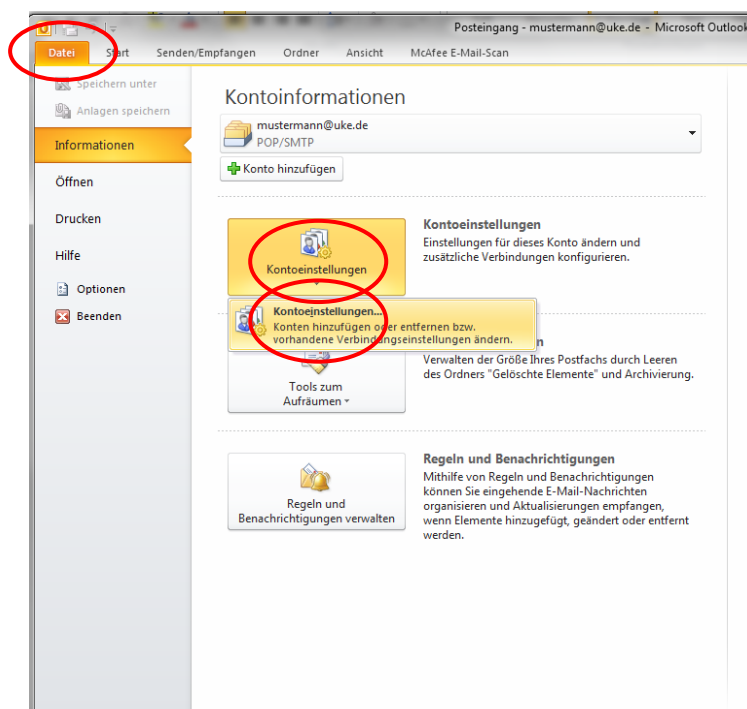 Posteingang - mustermann@uke.de - Microsoft Outlook
Datei Start Senden/Empfangen Ordner Ansicht McAfee E-Mail-Scan
Speichern unter
Anlagen speichern
Informationen
Öffnen
Drucken
Hilfe
Optionen
Beenden
Kontoinformationen
mustermann@uke.de
POP/SMTP
Konto hinzufügen
Kontoeinstellungen
Kontoeinstellungen
Einstellungen für dieses Konto ändern und
zusätzliche Verbindungen konfigurieren.
Kontoeinstellungen...
Konten hinzufügen oder entfernen bzw.
vorhandene Verbindungseinstellungen ändern.
n
Tools zum
Aufräumen
Verwalten der Größe Ihres Postfachs durch Leeren
des Ordners "Gelöschte Elemente" und Archivierung.
Regeln und
Benachrichtigungen verwalten
Regeln und Benachrichtigungen
Mithilfe von Regeln und Benachrichtigungen
können Sie eingehende E-Mail-Nachrichten
organisieren und Aktualisierungen empfangen,
wenn Elemente hinzugefügt, geändert oder entfernt
werden.